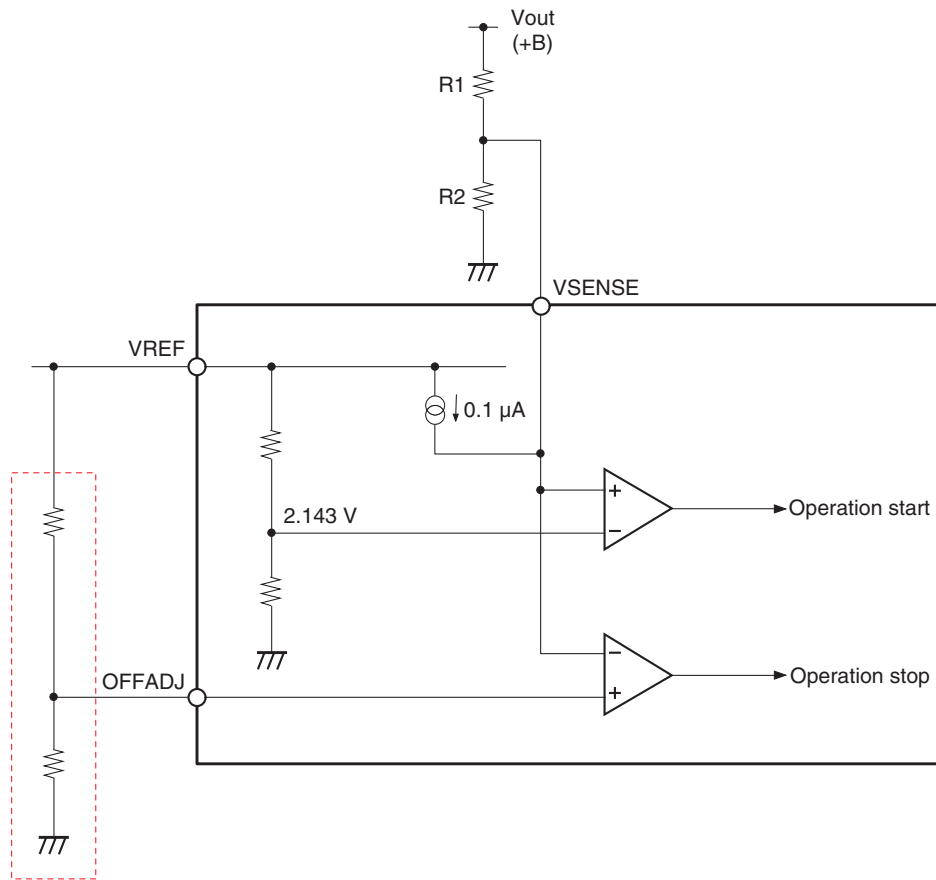 Vout
(+B)
R1
R2
VSENSE
VREF
0.1 µA
+
−
2.143 V
Operation start
OFFADJ
−
+
Operation stop